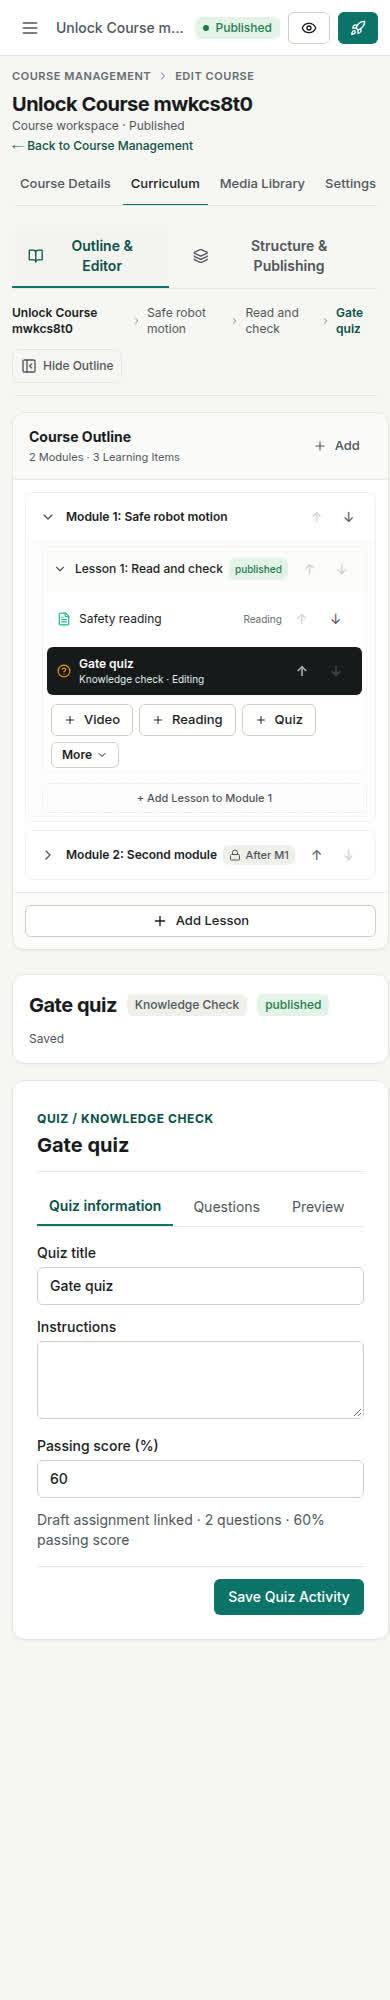 Unlock Course m... Published
COURSE MANAGEMENT > EDIT COURSE
Unlock Course mwkcs8t0
Course workspace · Published
← Back to Course Management
Course Details Curriculum Media Library Settings
Outline &
Editor
Structure &
Publishing
Unlock Course
mwkcs8t0
Safe robot
motion
Read and
check
Gate
quiz
Hide Outline
Course Outline
2 Modules · 3 Learning Items
+ Add
Module 1: Safe robot motion
Lesson 1: Read and check published
Safety reading Reading
Gate quiz
Knowledge check · Editing
+ Video + Reading + Quiz
More
+ Add Lesson to Module 1
Module 2: Second module After M1
+ Add Lesson
Gate quiz Knowledge Check published
Saved
QUIZ / KNOWLEDGE CHECK
Gate quiz
Quiz information Questions Preview
Quiz title
Gate quiz
Instructions
Passing score (%)
60
Draft assignment linked · 2 questions · 60%
passing score
Save Quiz Activity